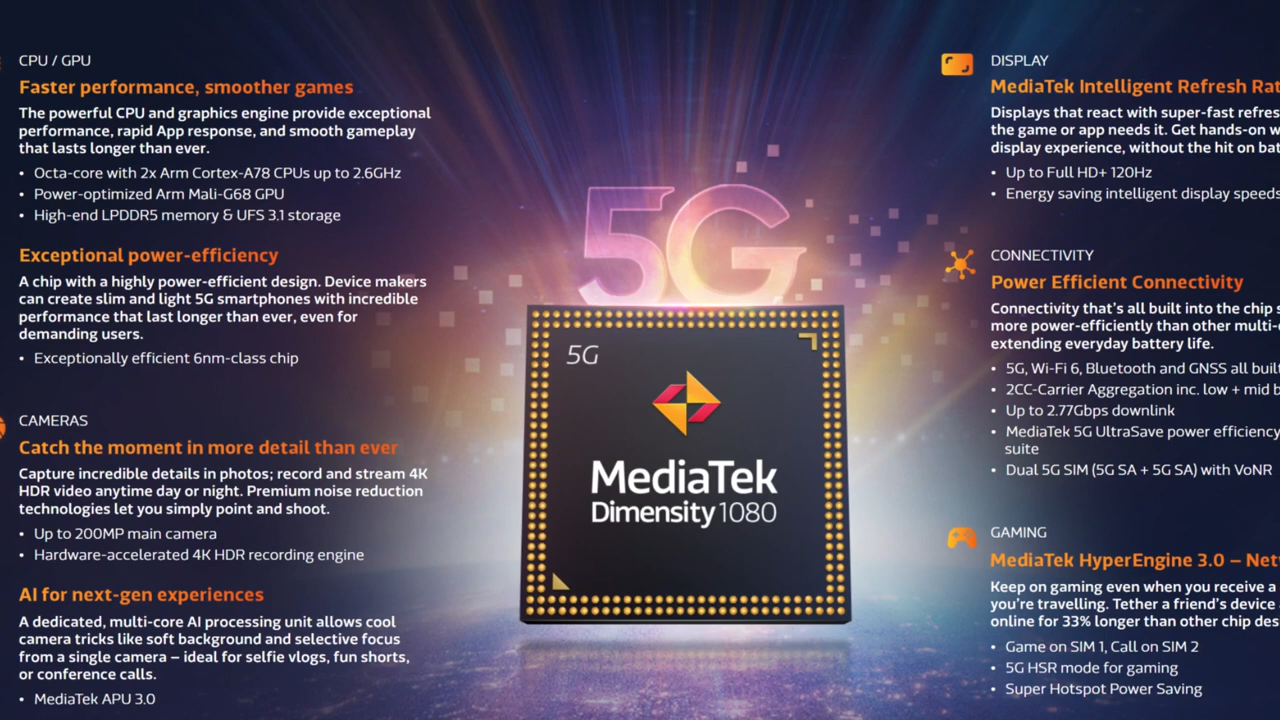 CPU / GPU
Faster performance, smoother games
The powerful CPU and graphics engine provide exceptional
performance, rapid App response, and smooth gameplay
that lasts longer than ever.
• Octa-core with 2x Arm Cortex-A78 CPUs up to 2.6GHz
• Power-optimized Arm Mali-G68 GPU
• High-end LPDDR5 memory & UFS 3.1 storage
Exceptional power-efficiency
A chip with a highly power-efficient design. Device makers
can create slim and light 5G smartphones with incredible
performance that last longer than ever, even for
demanding users.
• Exceptionally efficient 6nm-class chip
CAMERAS
Catch the moment in more detail than ever
Capture incredible details in photos; record and stream 4K
HDR video anytime day or night. Premium noise reduction
technologies let you simply point and shoot.
• Up to 200MP main camera
• Hardware-accelerated 4K HDR recording engine
AI for next-gen experiences
A dedicated, multi-core AI processing unit allows cool
camera tricks like soft background and selective focus
from a single camera – ideal for selfie vlogs, fun shorts,
or conference calls.
• MediaTek APU 3.0
5G
5G
MediaTek
Dimensity 1080
DISPLAY
MediaTek Intelligent Refresh
Displays that react with super-fast
the game or app needs it. Get hands-on
display experience, without the hit on
• Up to Full HD+ 120Hz
• Energy saving intelligent display speeds
CONNECTIVITY
Power Efficient Connectivity
Connectivity that's all built into the chip
more power-efficiently than other
extending everyday battery life.
• 5G, Wi-Fi 6, Bluetooth and GNSS all
• 2CC-Carrier Aggregation inc. low + mid
• Up to 2.77Gbps downlink
• MediaTek 5G UltraSave power efficiency
suite
• Dual 5G SIM (5G SA + 5G SA) with VoNR
GAMING
MediaTek HyperEngine 3.0 –
Keep on gaming even when you receive a
you're travelling. Tether a friend's device
online for 33% longer than other chip
• Game on SIM 1, Call on SIM 2
• 5G HSR mode for gaming
• Super Hotspot Power Saving